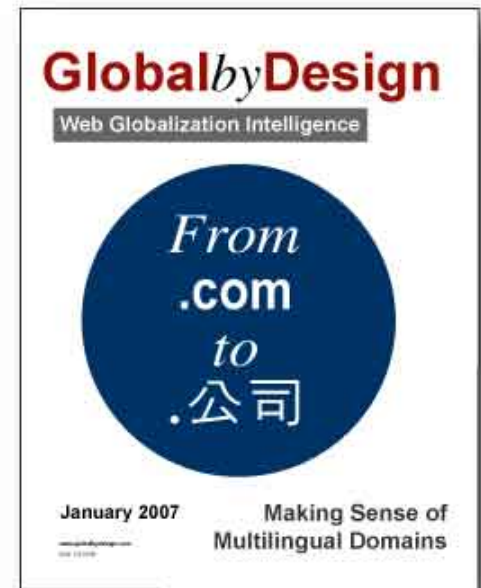 GlobalbyDesign
Web Globalization Intelligence
From
.com
to
.公司
January 2007
Making Sense of
Multilingual Domains